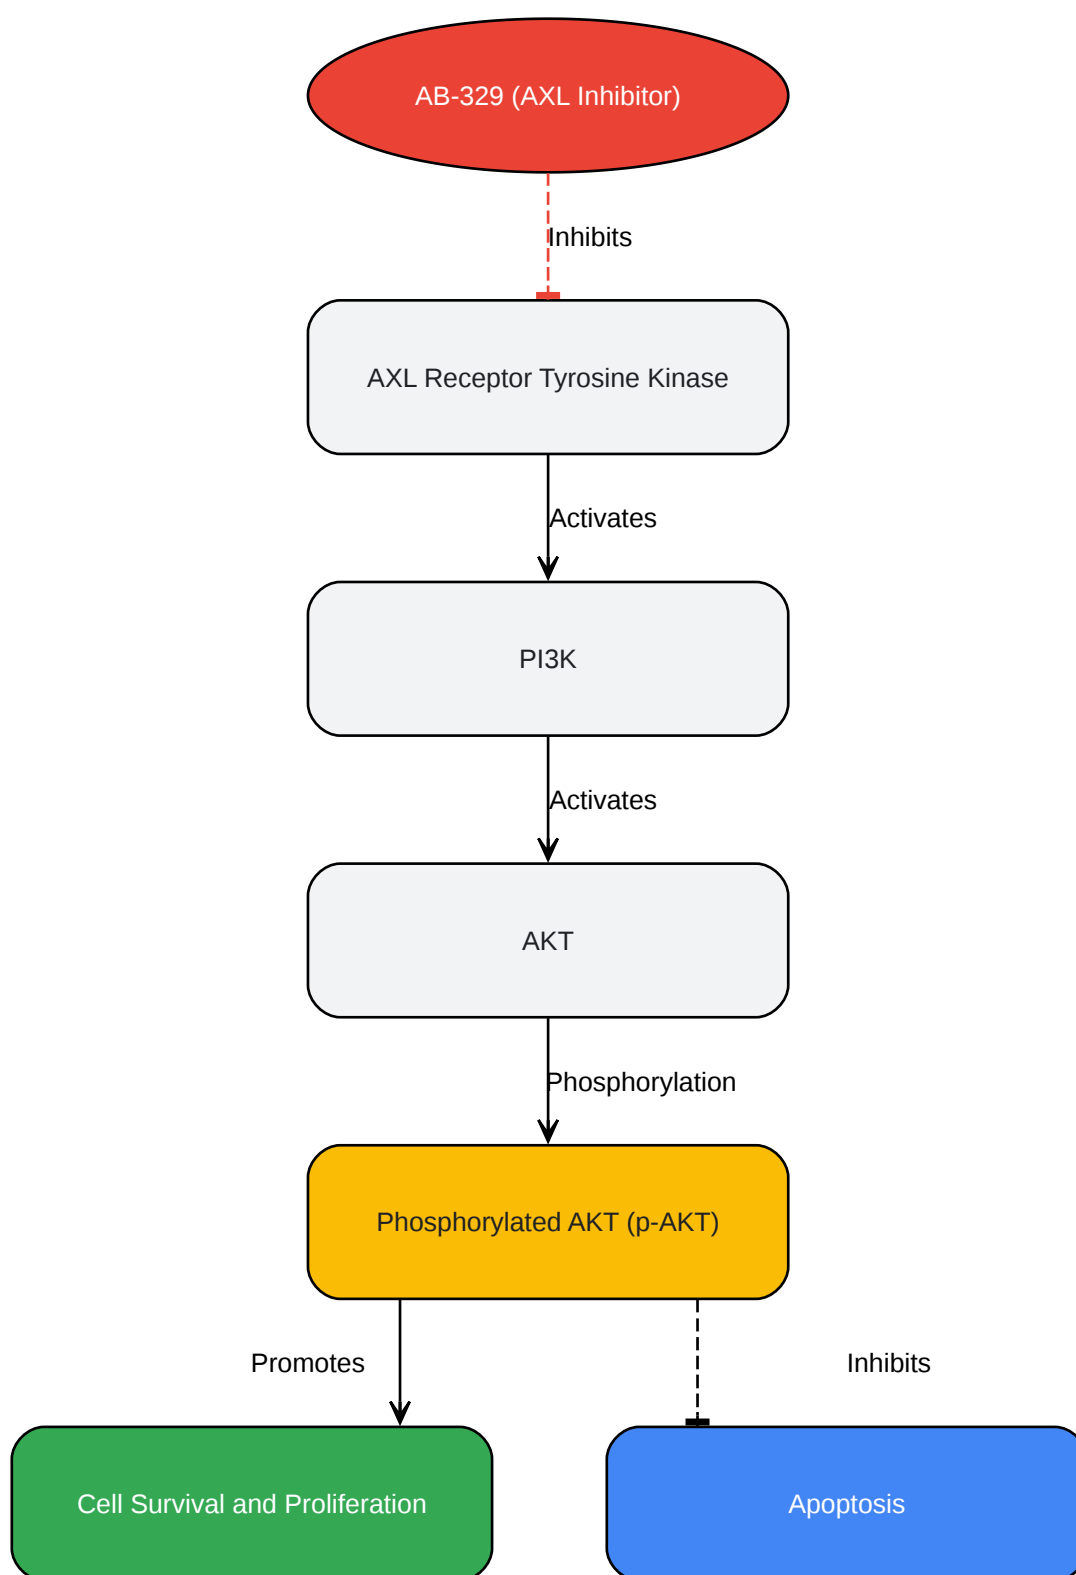 AB-329 (AXL Inhibitor)
Inhibits
AXL Receptor Tyrosine Kinase
Activates
PI3K
Activates
AKT
Phosphorylation
Phosphorylated AKT (p-AKT)
Promotes
Inhibits
Cell Survival and Proliferation
Apoptosis